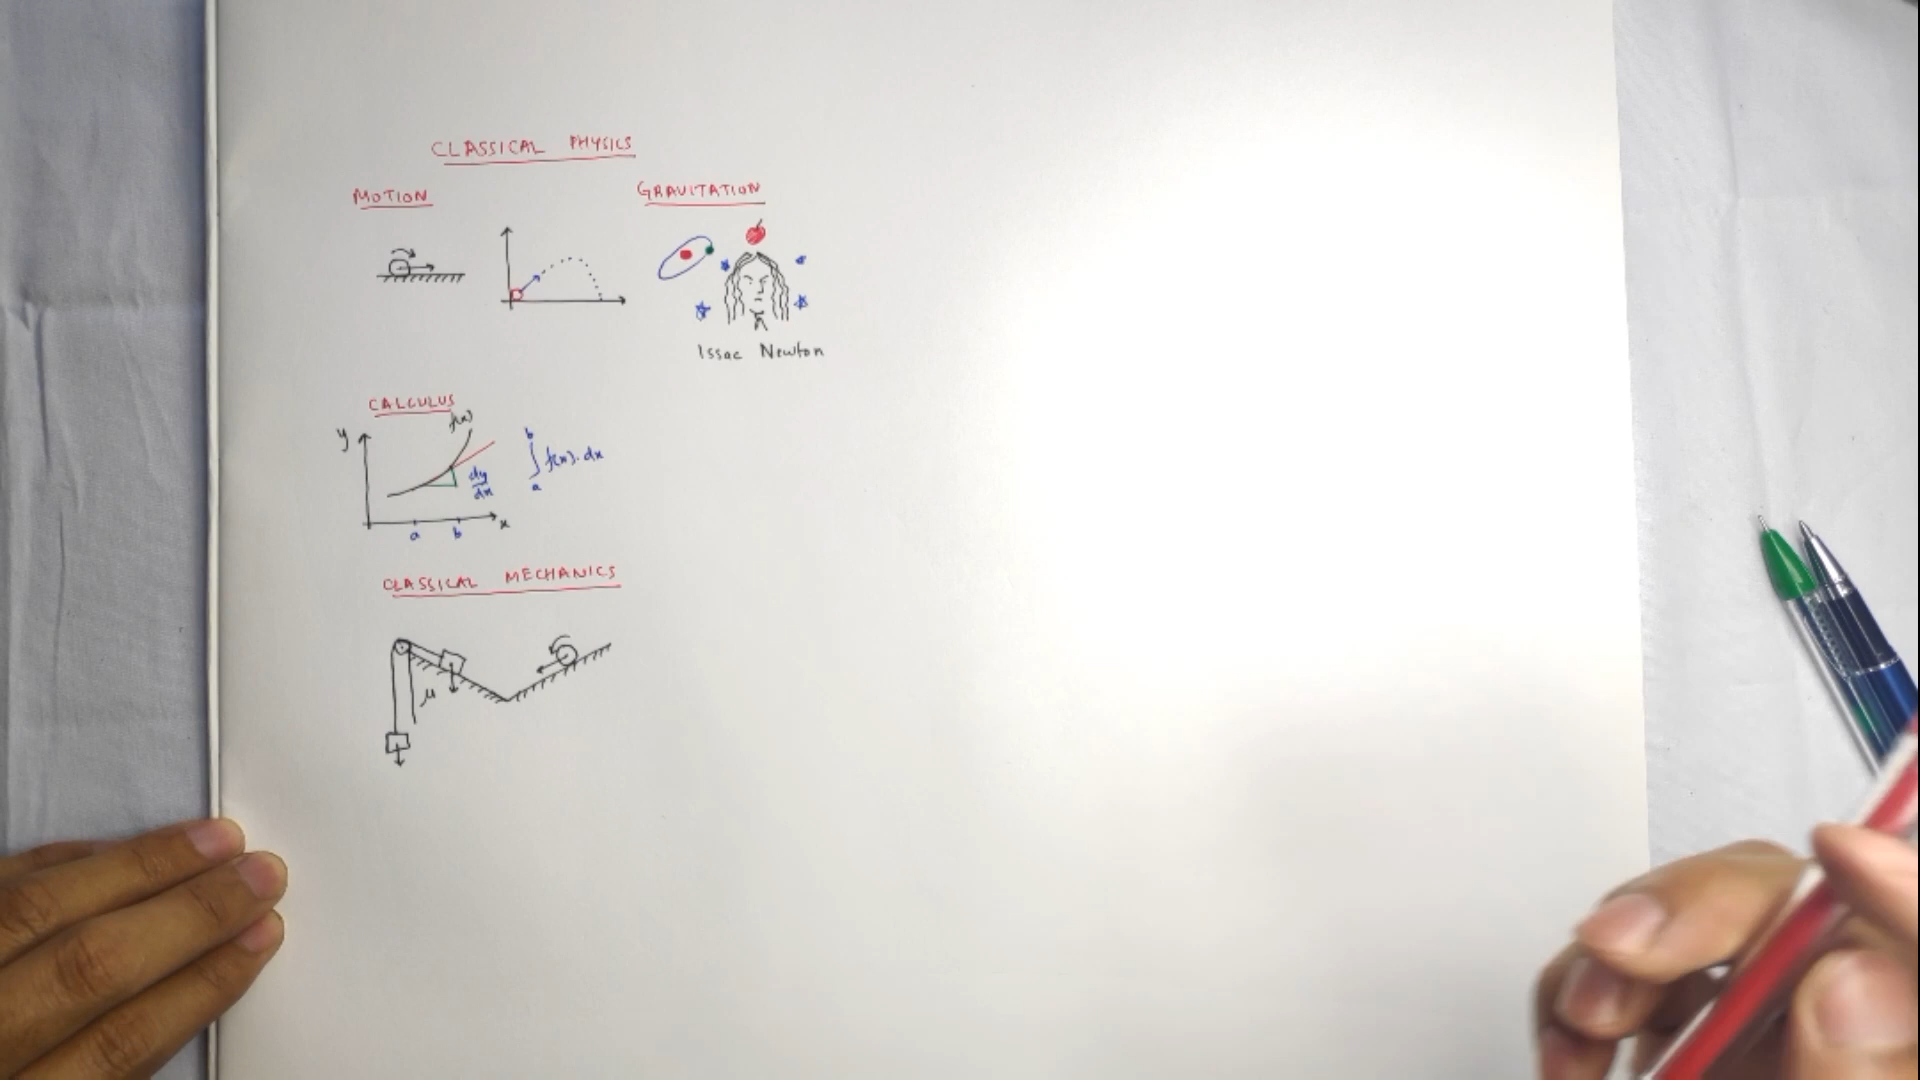 CLASSICAL PHYSICS
MOTION
GRAVITATION
Issac Newton
CALCULUS
y
f(x)
dy
dx
b
∫ f(x).dx
a
x
a b
CLASSICAL MECHANICS
μ